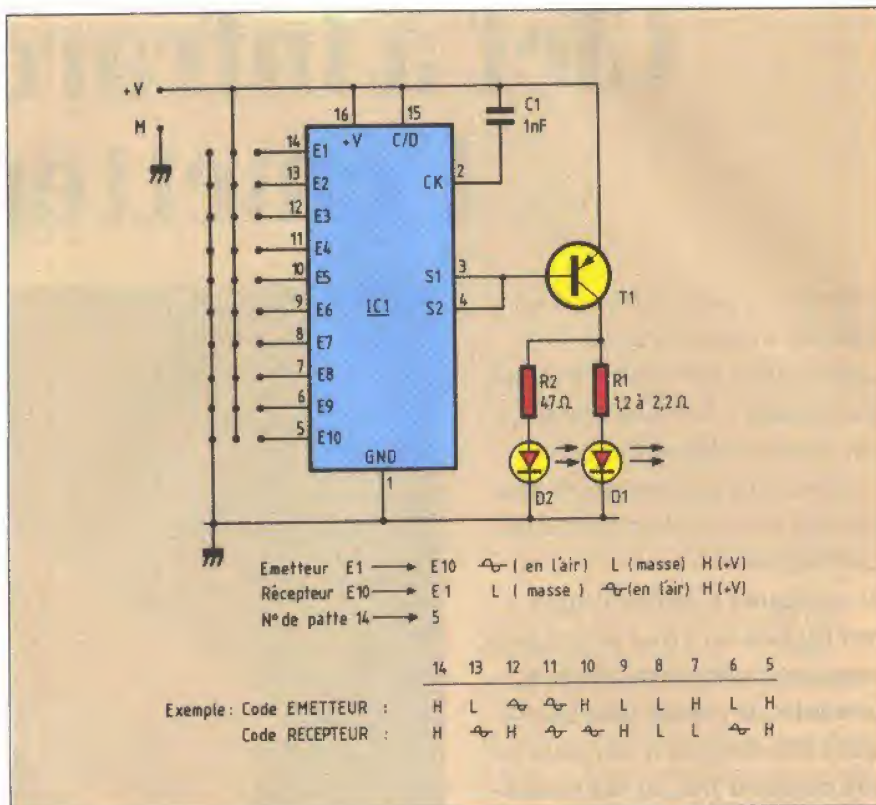 +V
M
16
15
C1
1nF
14
E1
+V
C/D
13
E2
CK
2
12
E3
11
E4
10
E5
S1
3
9
E6
IC1
S2
4
T1
8
E7
7
E8
R2
47Ω
R1
1,2 à 2,2 Ω
6
E9
5
E10
GND
1
D2
D1
Emetteur E1 → E10 ∿ ( en l'air ) L ( masse ) H (+V)
Récepteur E10 → E1 L ( masse ) ∿ (en l'air) H (+V)
N° de patte 14 → 5
14 13 12 11 10 9 8 7 6 5
Exemple : Code EMETTEUR : H L ∿ ∿ H L L H L H
Code RECEPTEUR : H ∿ H ∿ ∿ H L L ∿ H